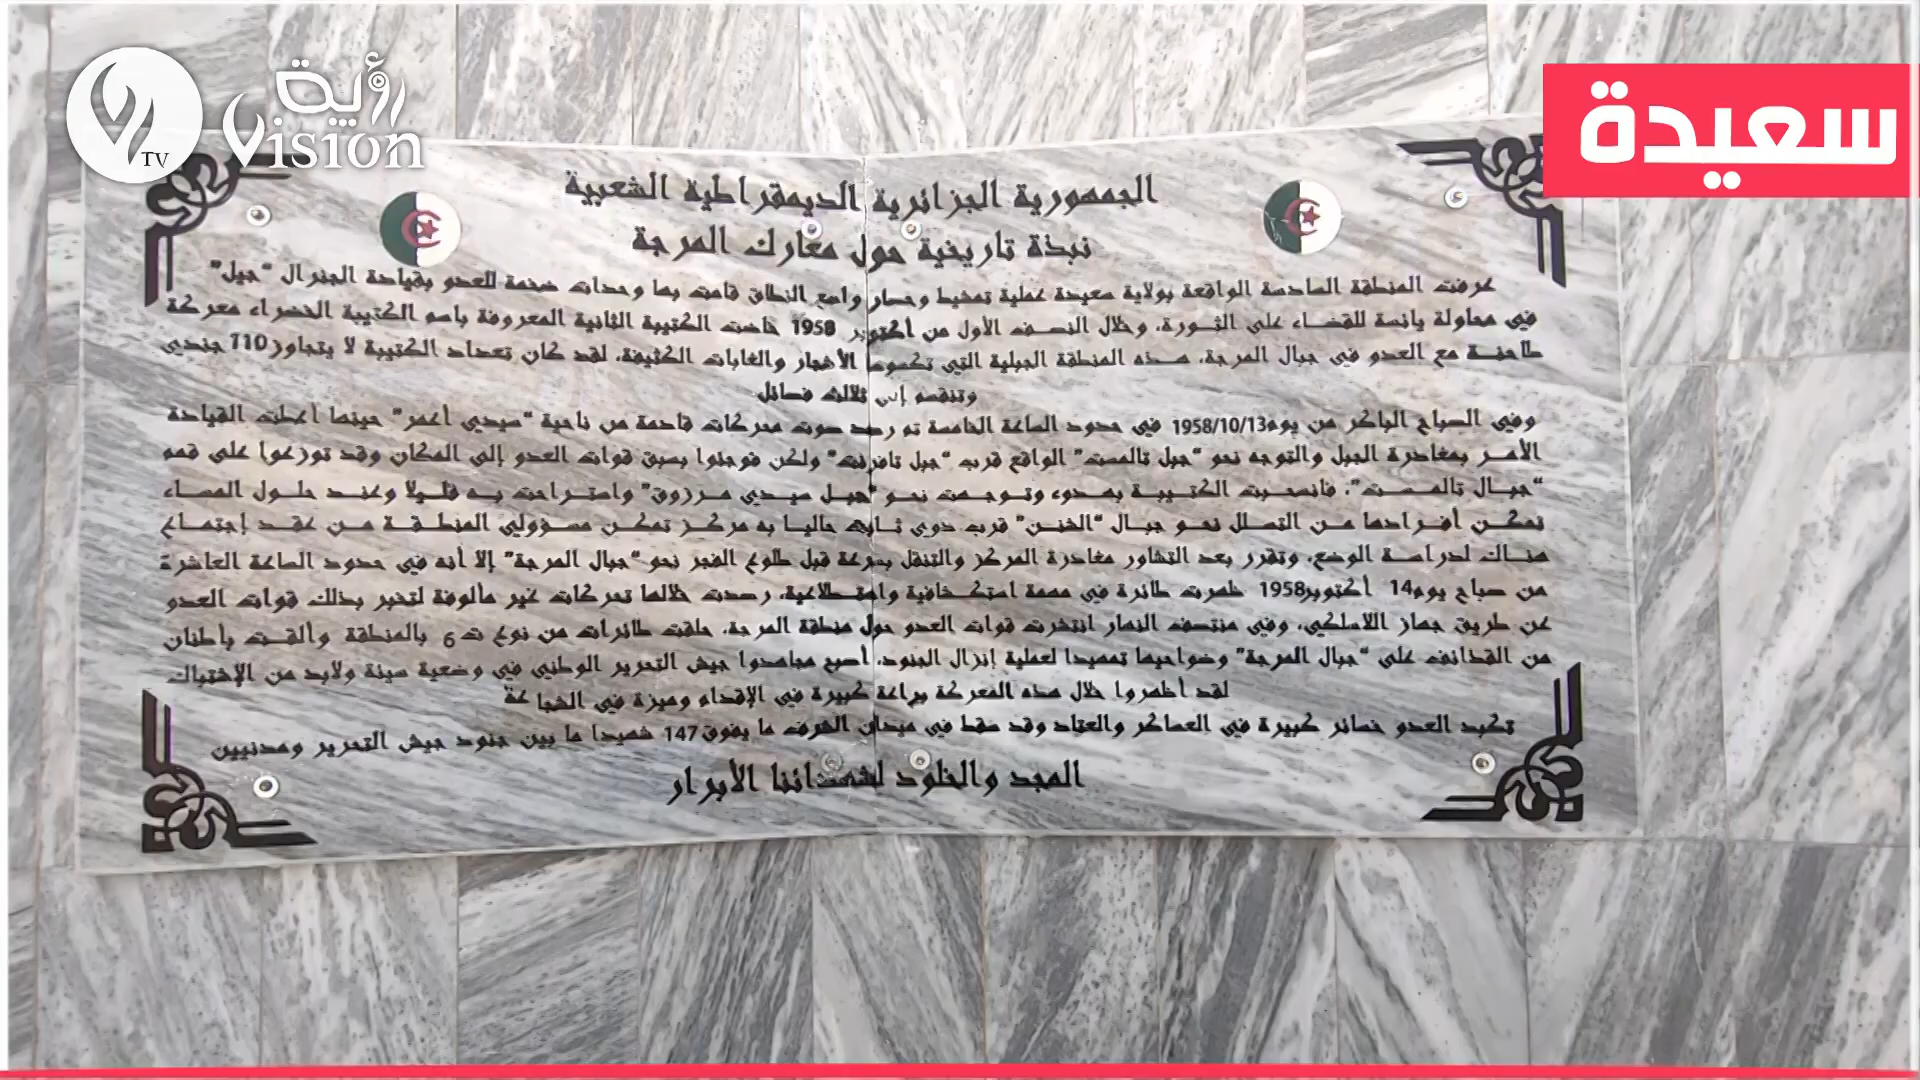 رؤية
Vision
TV
سعيدة
الجمهورية الجزائرية الديمقراطية الشعبية
نبذة تاريخية حول معارك المرجة
عرفت المنطقة السادسة الواقعة بولاية سعيدة عملية تمشيط وحصار واسع النطاق قامت بها وحدات ضخمة للعدو بقيادة الجنرال "جيل"
في محاولة يائسة للقضاء على الثورة، وخلال النصف الأول من أكتوبر 1958 خاضت الكتيبة الثانية المعروفة باسم الكتيبة الخضراء معركة
طاحنة مع العدو في جبال المرجة، هذه المنطقة الجبلية التي تكسوها الأشجار والغابات الكثيفة، لقد كان تعداد الكتيبة لا يتجاوز 110 جندي
وتنقسم إلى ثلاث فصائل
وفي الصباح الباكر من يوم 1958/10/13 في حدود الساعة الخامسة تم رصد صوت محركات قادمة من ناحية "سيدي أعمر" حينما أعطت القيادة
الأمر بمغادرة الجبل والتوجه نحو "جبل تالمست" الواقع قرب "جبل تافرنت" ولكن فوجئوا بسبق قوات العدو إلى المكان وقد توزعوا على قمم
"جبال تالمست"، فانسحبت الكتيبة بهدوء وتوجهت نحو "جبل سيدي مرزوق" واستراحت به قليلا وعند حلول المساء
تمكن أفرادها من التسلل نحو جبال "الخنن" قرب دوي ثابت حاليا به مركز تمكن مسؤولي المنطقة من عقد إجتماع
هناك لدراسة الوضع، وتقرر بعد التشاور مغادرة المركز والتنقل بسرعة قبل طلوع الفجر نحو "جبال المرجة" إلا أنه في حدود الساعة العاشرة
من صباح يوم 14 أكتوبر 1958 ظهرت طائرة في مهمة استكشافية واستطلاعية، رصدت خلالها تحركات غير مألوفة لتخبر بذلك قوات العدو
عن طريق جهاز اللاسلكي، وفي منتصف النهار انتشرت قوات العدو حول منطقة المرجة، حلقت طائرات من نوع ت 6 بالمنطقة وألقت بأطنان
من القذائف على "جبال المرجة" وضواحيها تمهيدا لعملية إنزال الجنود، أصبح مجاهدوا جيش التحرير الوطني في وضعية سيئة ولابد من الإشتباك
لقد أظهروا خلال هذه المعركة براعة كبيرة في الإقدام وميزة في الشجاعة
تكبد العدو خسائر كبيرة في العساكر والعتاد وقد سقط في ميدان الشرف ما يفوق 147 شهيدا ما بين جنود جيش التحرير ومدنيين
المجد والخلود لشهدائنا الأبرار